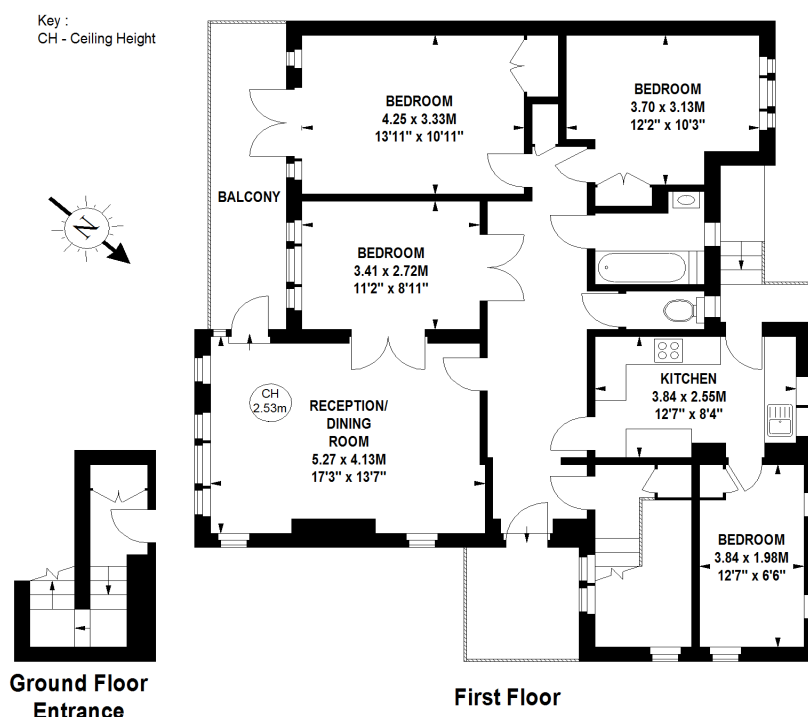 Key :
CH - Ceiling Height
BEDROOM
4.25 x 3.33M
13'11" x 10'11"
BEDROOM
3.70 x 3.13M
12'2" x 10'3"
BALCONY
N
BEDROOM
3.41 x 2.72M
11'2" x 8'11"
CH
2.53m
RECEPTION/
DINING
ROOM
5.27 x 4.13M
17'3" x 13'7"
KITCHEN
3.84 x 2.55M
12'7" x 8'4"
BEDROOM
3.84 x 1.98M
12'7" x 6'6"
Ground Floor
Entrance
First Floor